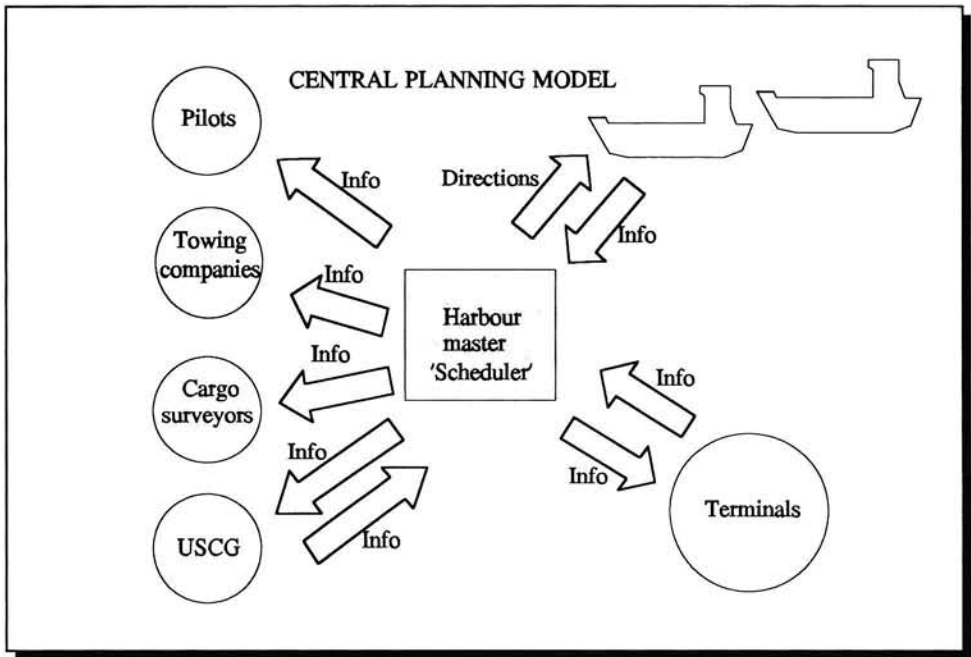 CENTRAL PLANNING MODEL
Pilots
Info
Directions
Info
Towing
companies
Info
Harbour
master
'Scheduler'
Info
Cargo
surveyors
Info
Info
Info
Info
USCG
Info
Terminals